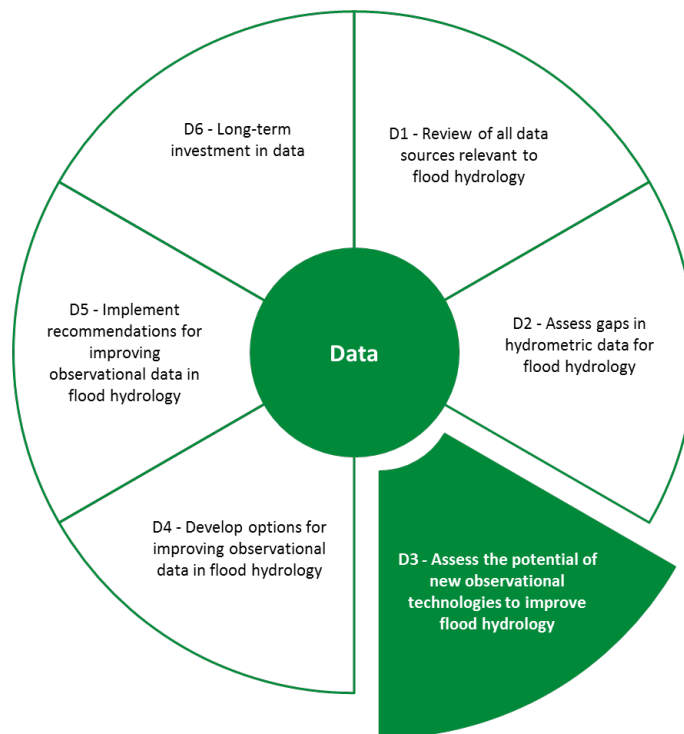 D6 - Long-term
investment in data
D1 - Review of all data
sources relevant to
flood hydrology
D5 - Implement
recommendations for
improving
observational data in
flood hydrology
Data
D2 - Assess gaps in
hydrometric data for
flood hydrology
D4 - Develop options for
improving observational
data in flood hydrology
D3 - Assess the potential of
new observational
technologies to improve
flood hydrology